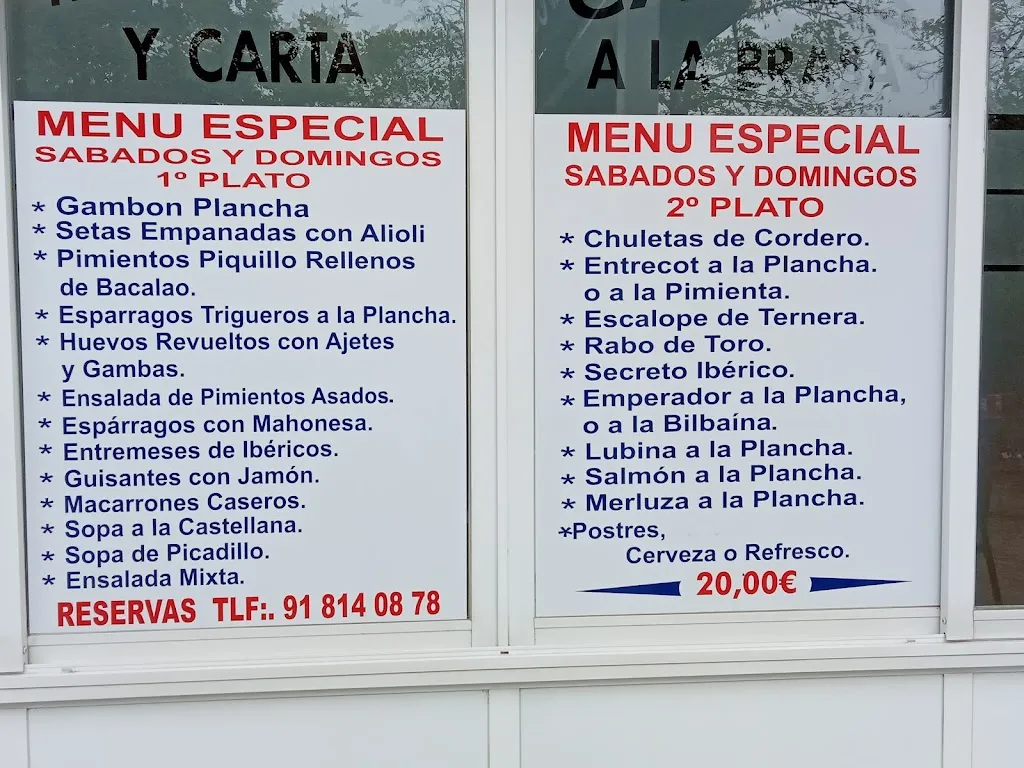 Y CARTA
MENU ESPECIAL
SABADOS Y DOMINGOS
1º PLATO
* Gambon Plancha
* Setas Empanadas con Alioli
* Pimientos Piquillo Rellenos
de Bacalao.
* Esparragos Trigueros a la Plancha.
* Huevos Revueltos con Ajetes
y Gambas.
* Ensalada de Pimientos Asados.
* Espárragos con Mahonesa.
* Entremeses de Ibéricos.
* Guisantes con Jamón.
* Macarrones Caseros.
* Sopa a la Castellana.
* Sopa de Picadillo.
* Ensalada Mixta.
RESERVAS TLF:. 91 814 08 78
A LA BRASA
MENU ESPECIAL
SABADOS Y DOMINGOS
2º PLATO
* Chuletas de Cordero.
* Entrecot a la Plancha.
o a la Pimienta.
* Escalope de Ternera.
* Rabo de Toro.
* Secreto Ibérico.
* Emperador a la Plancha,
o a la Bilbaína.
* Lubina a la Plancha.
* Salmón a la Plancha.
* Merluza a la Plancha.
*Postres,
Cerveza o Refresco.
20,00€